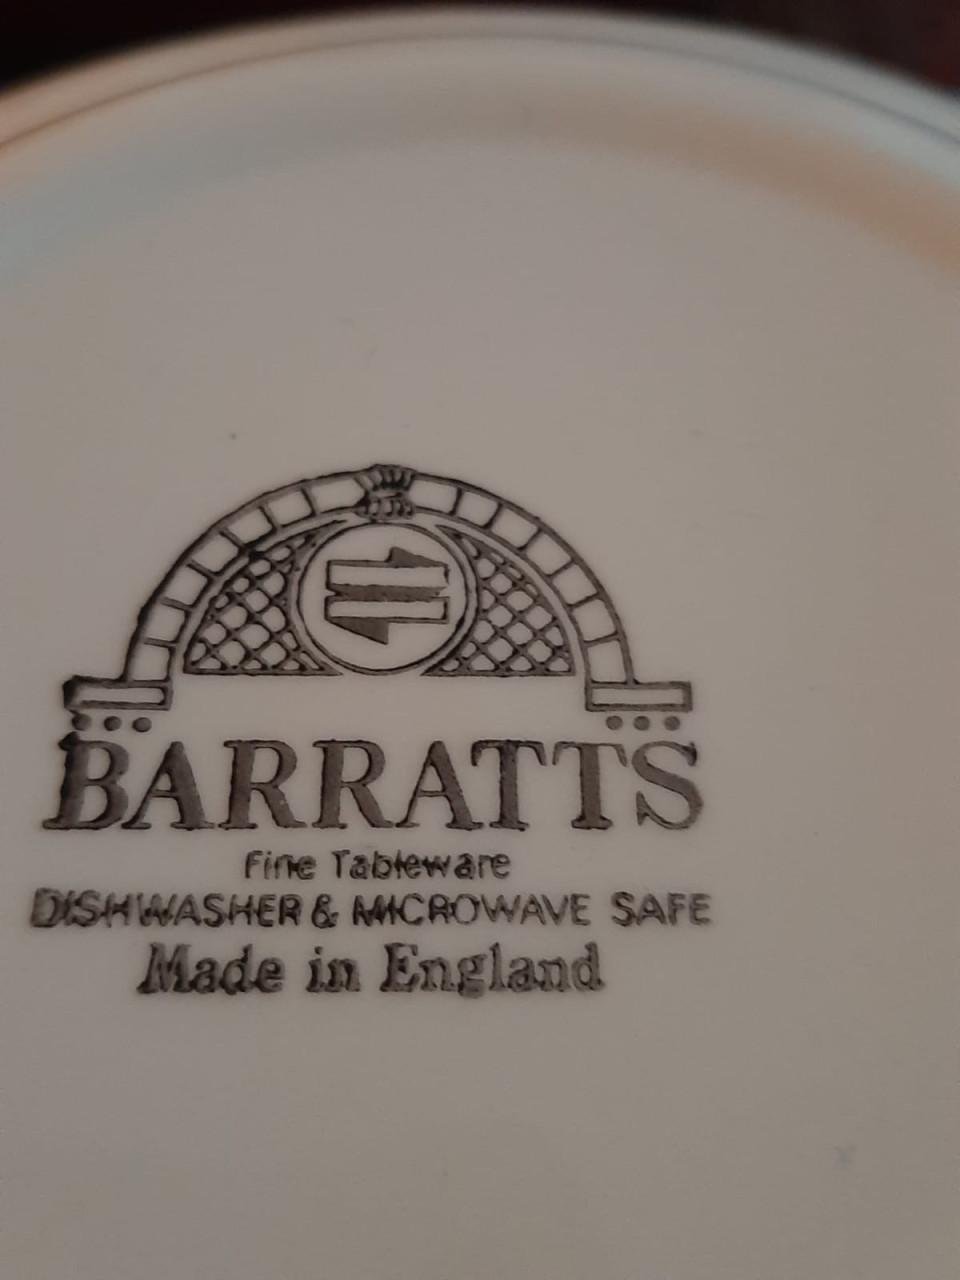 BARRATTS
Fine Tableware
DISHWASHER & MICROWAVE SAFE
Made in England